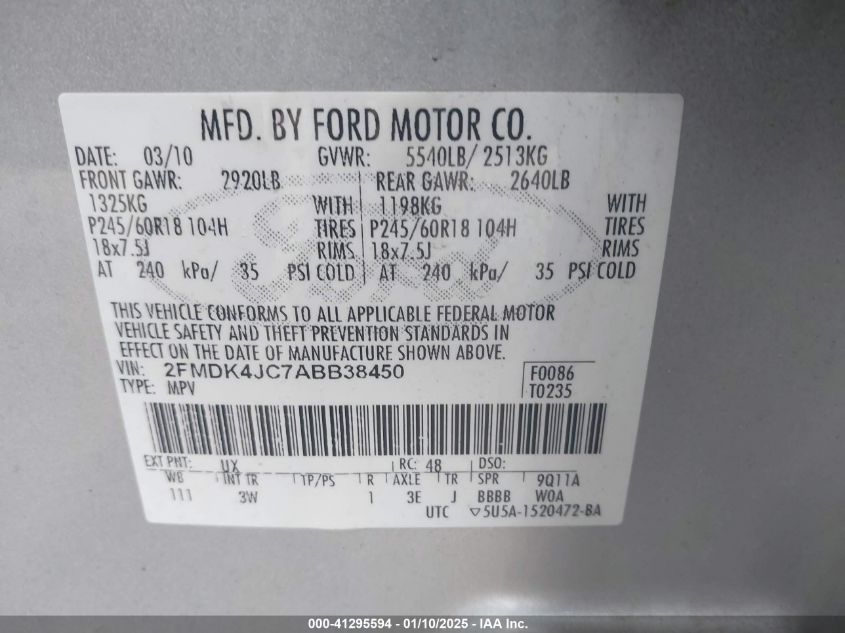 MFD. BY FORD MOTOR CO.
DATE: 03/10 GVWR: 5540LB/ 2513KG
FRONT GAWR: 2920LB REAR GAWR: 2640LB
1325KG WITH 1198KG WITH
P245/60R18 104H TIRES P245/60R18 104H TIRES
18x7.5J RIMS 18x7.5J RIMS
AT 240 kPa/ 35 PSI COLD AT 240 kPa/ 35 PSI COLD
THIS VEHICLE CONFORMS TO ALL APPLICABLE FEDERAL MOTOR
VEHICLE SAFETY AND THEFT PREVENTION STANDARDS IN
EFFECT ON THE DATE OF MANUFACTURE SHOWN ABOVE.
VIN: 2FMDK4JC7ABB38450 F0086
TYPE: MPV T0235
EXT PNT: UX RC: 48 DSO:
WB INT TR TP/PS R AXLE TR SPR 9Q11A
111 3W 1 3E J BBBB W0A
UTC ▽5U5A-1520472-BA
000-41295594 - 01/10/2025 - IAA Inc.